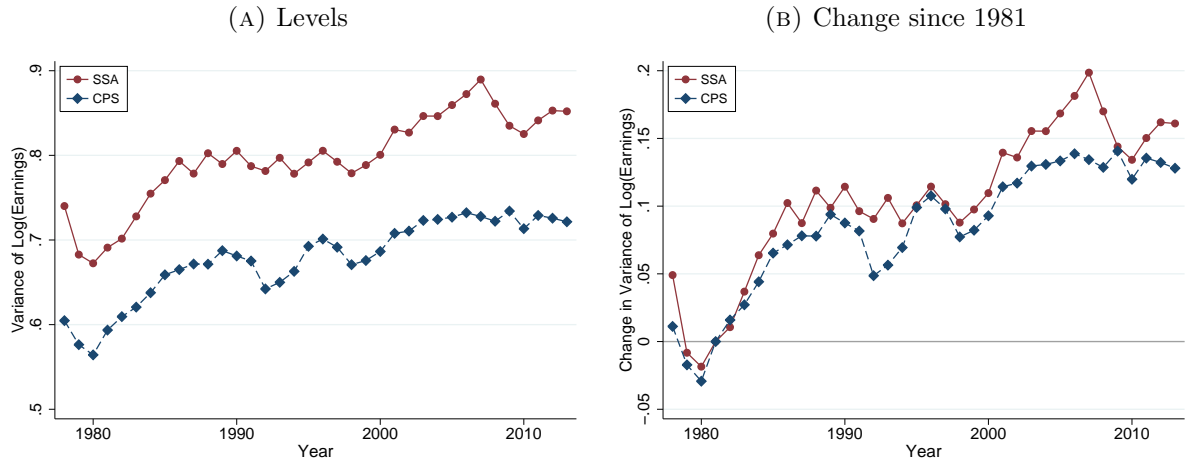 (A) Levels
(B) Change since 1981
Variance of Log(Earnings)
.9
.8
.7
.6
.5
SSA
CPS
1980
1990
2000
2010
Year
Change in Variance of Log(Earnings)
.2
.15
.1
.05
0
-.05
SSA
CPS
1980
1990
2000
2010
Year